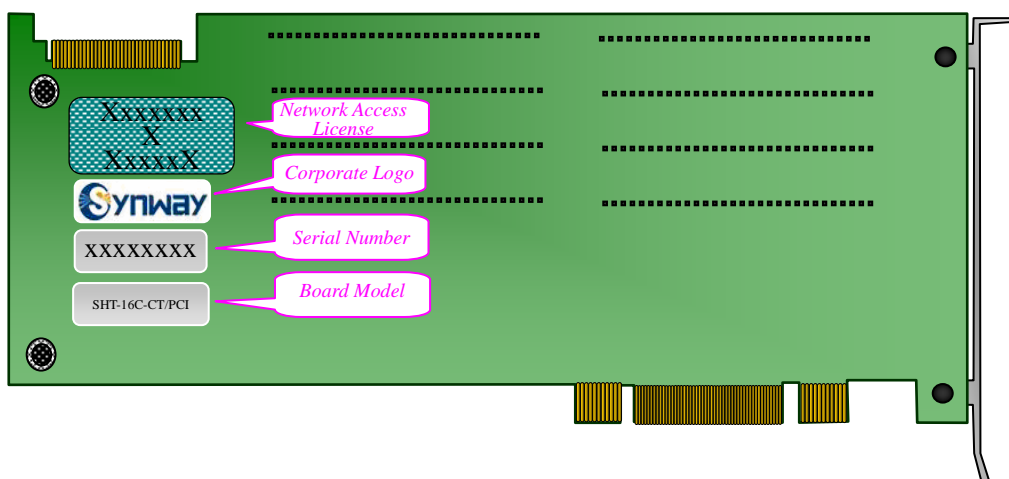 Xxxxxxx
X
XxxxxX
Network Access
License
SYNWAY
Corporate Logo
XXXXXXXX
Serial Number
SHT-16C-CT/PCI
Board Model